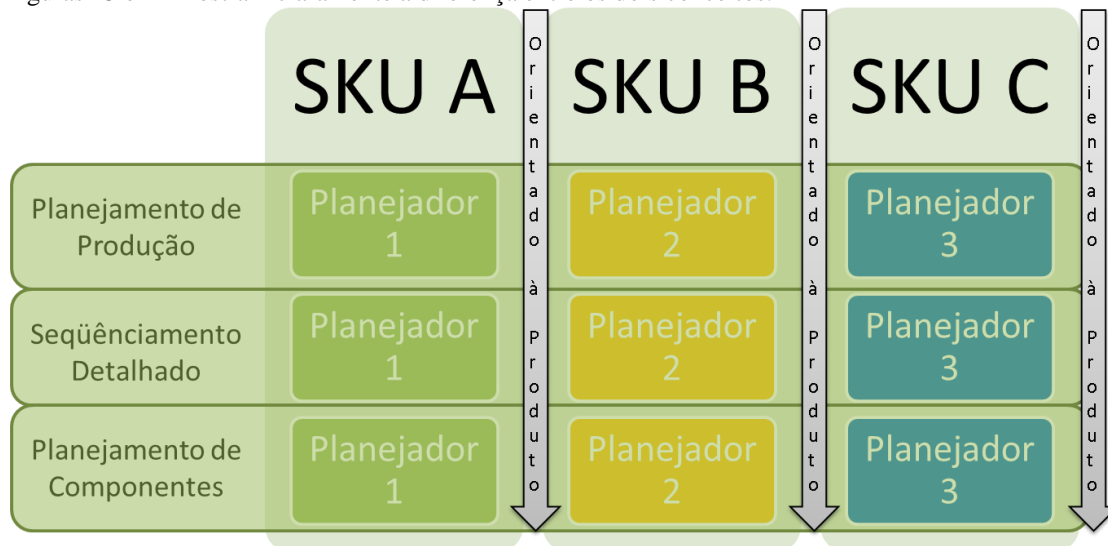 SKU A
SKU B
SKU C
Planejamento de
Produção
Planejador
1
Planejador
2
Planejador
3
Seqüênciamento
Detalhado
Planejador
1
Planejador
2
Planejador
3
Planejamento de
Componentes
Planejador
1
Planejador
2
Planejador
3
Orientado à Produto
Orientado à Produto
Orientado à Produto